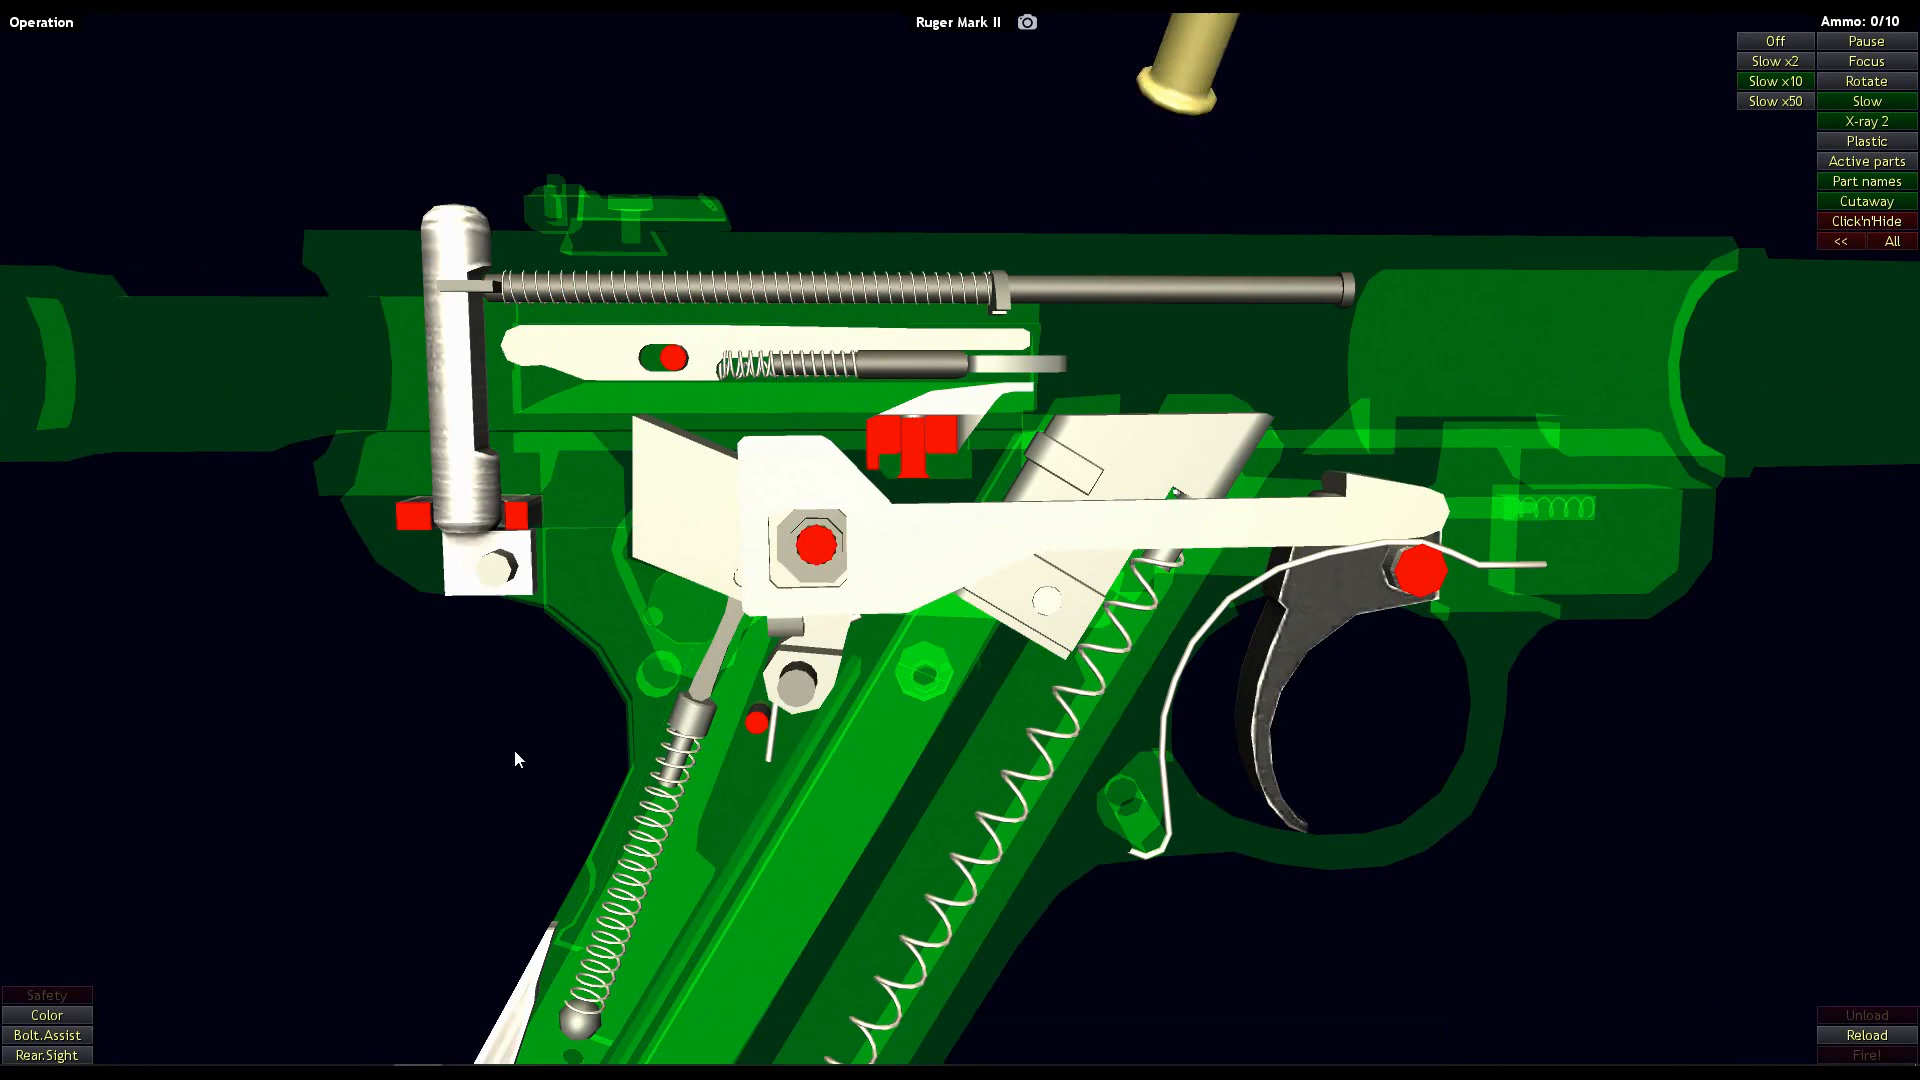 Operation
Ruger Mark II
Ammo: 0/10
Off
Pause
Slow x2
Focus
Slow x10
Rotate
Slow x50
Slow
X-ray 2
Plastic
Active parts
Part names
Cutaway
Click'n'Hide
<<
All
Safety
Color
Bolt.Assist
Rear.Sight
Unload
Reload
Fire!